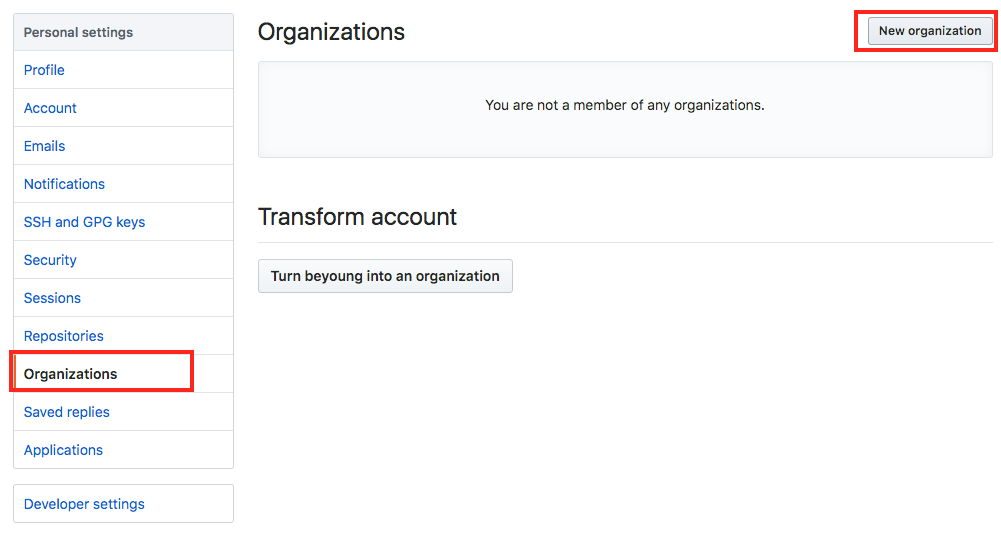 Personal settings
Profile
Account
Emails
Notifications
SSH and GPG keys
Security
Sessions
Repositories
Organizations
Saved replies
Applications
Developer settings
Organizations
New organization
You are not a member of any organizations.
Transform account
Turn beyoung into an organization